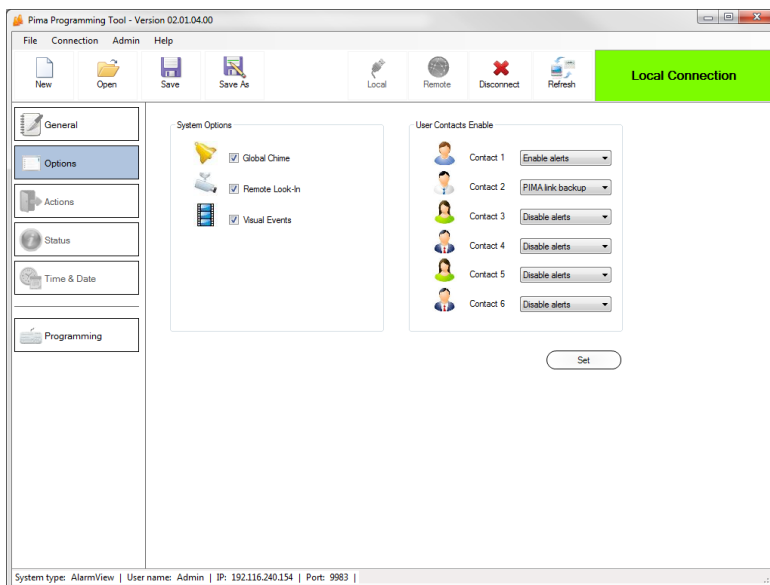 Pima Programming Tool - Version 02.01.04.00
File Connection Admin Help
New Open Save Save As Local Remote Disconnect Refresh
Local Connection
General
Options
Actions
Status
Time & Date
Programming
System Options
Global Chime
Remote Look-In
Visual Events
User Contacts Enable
Contact 1 Enable alerts
Contact 2 PIMA link backup
Contact 3 Disable alerts
Contact 4 Disable alerts
Contact 5 Disable alerts
Contact 6 Disable alerts
Set
System type: AlarmView | User name: Admin | IP: 192.116.240.154 | Port: 9983 |